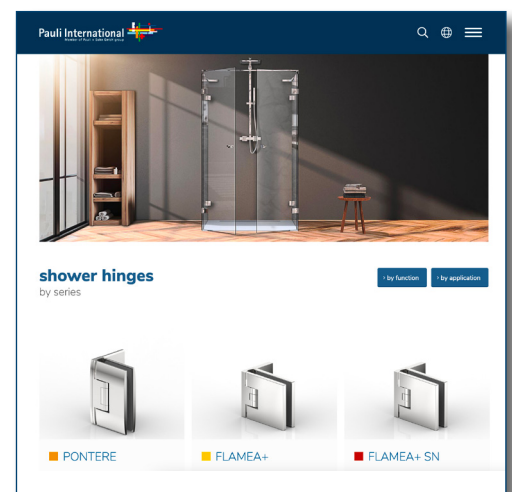 Pauli International
shower hinges
by series
› by function
› by application
PONTERE
FLAMEA+
FLAMEA+ SN